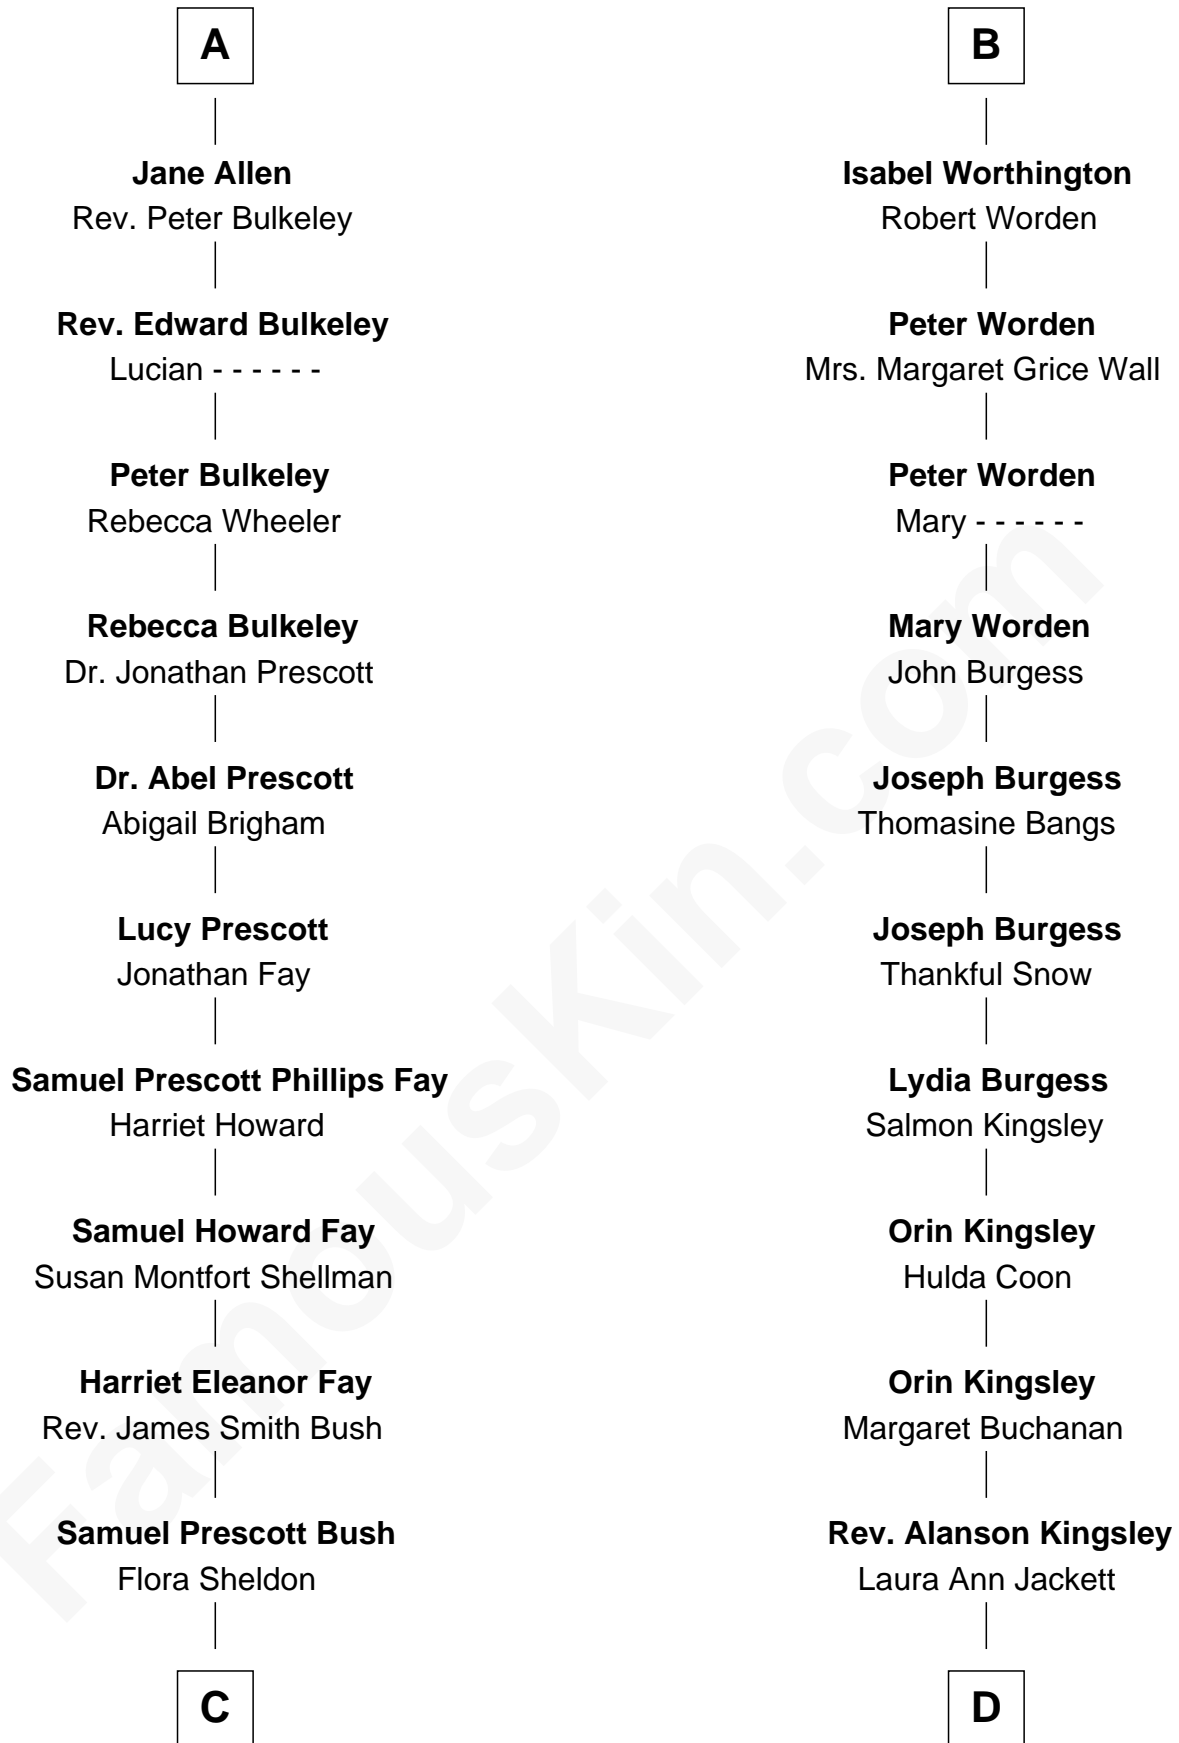 A
Jane Allen
Rev. Peter Bulkeley
Rev. Edward Bulkeley
Lucian - - - - - -
Peter Bulkeley
Rebecca Wheeler
Rebecca Bulkeley
Dr. Jonathan Prescott
Dr. Abel Prescott
Abigail Brigham
Lucy Prescott
Jonathan Fay
Samuel Prescott Phillips Fay
Harriet Howard
Samuel Howard Fay
Susan Montfort Shellman
Harriet Eleanor Fay
Rev. James Smith Bush
Samuel Prescott Bush
Flora Sheldon
C
B
Isabel Worthington
Robert Worden
Peter Worden
Mrs. Margaret Grice Wall
Peter Worden
Mary - - - - - -
Mary Worden
John Burgess
Joseph Burgess
Thomasine Bangs
Joseph Burgess
Thankful Snow
Lydia Burgess
Salmon Kingsley
Orin Kingsley
Hulda Coon
Orin Kingsley
Margaret Buchanan
Rev. Alanson Kingsley
Laura Ann Jackett
D
FamousKin.com